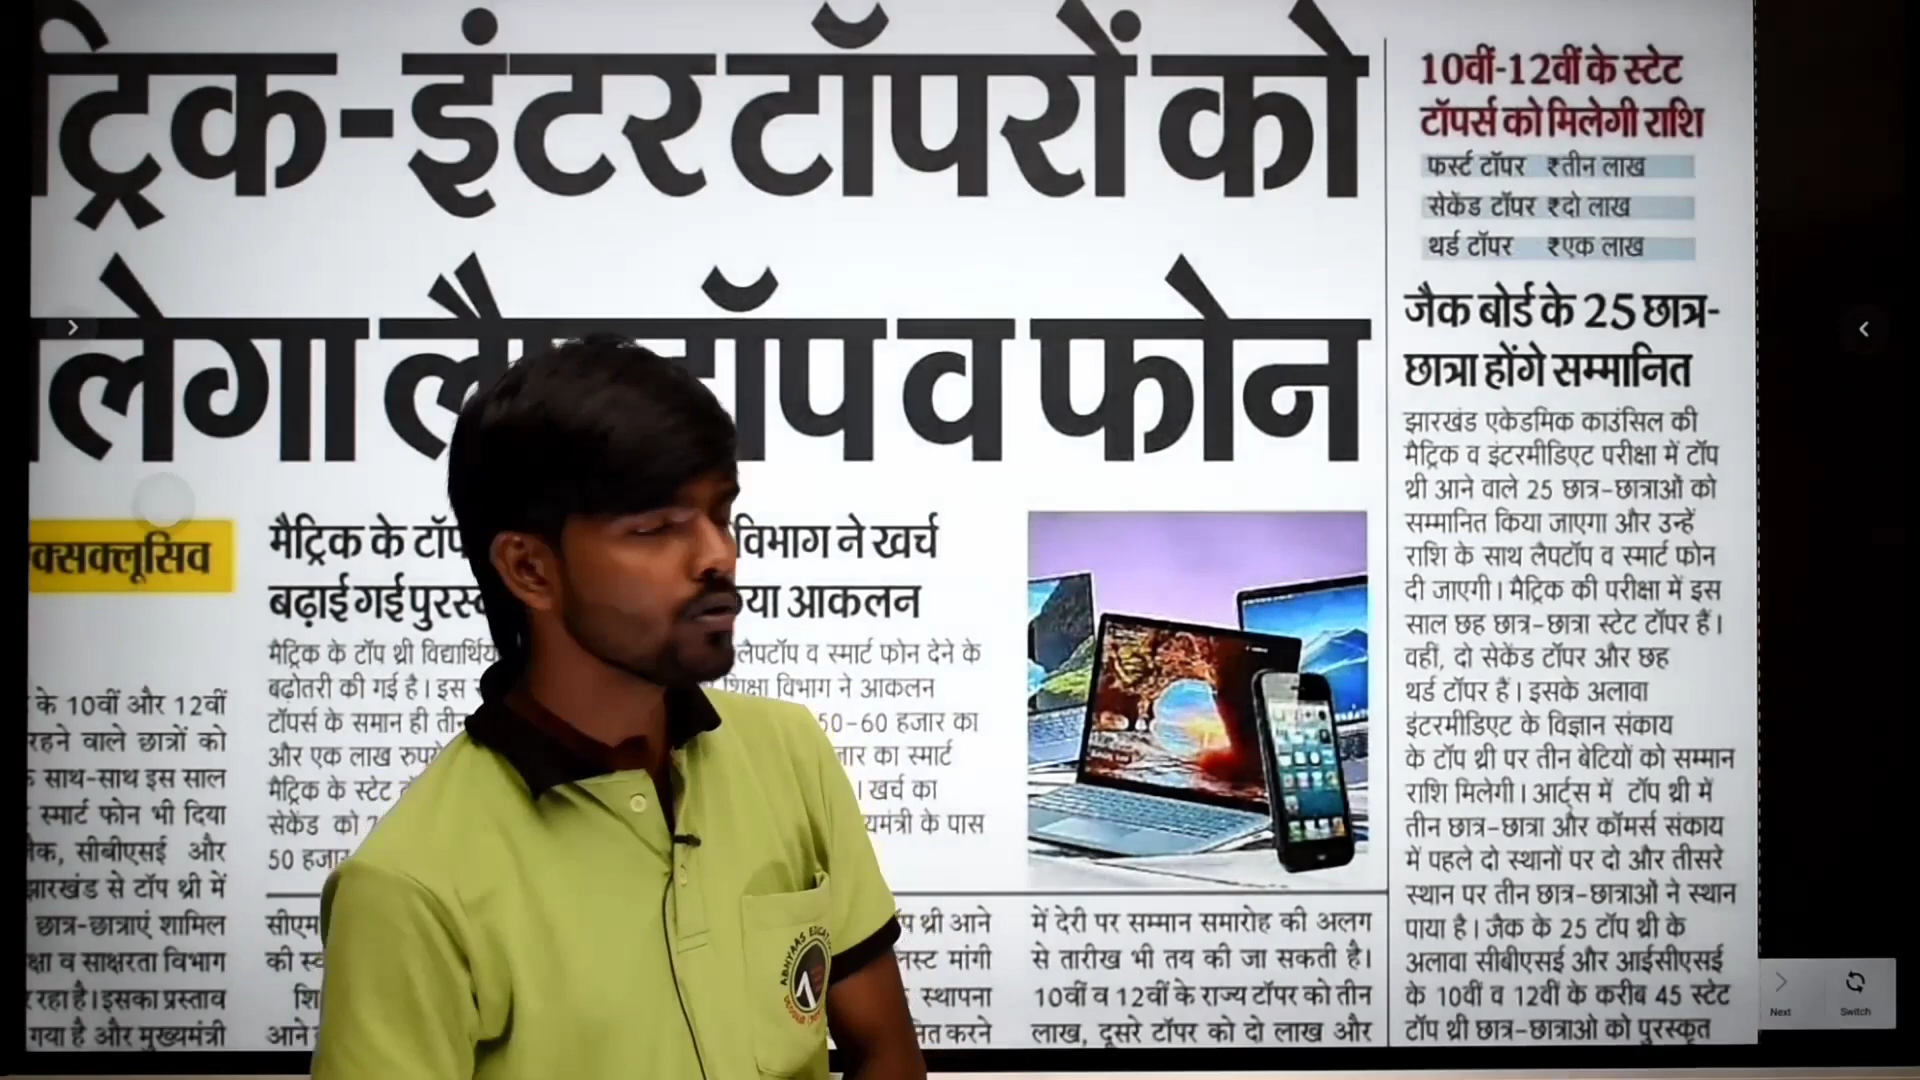 ट्रिक-इंटर टॉपरों को
लेगा व फोन
क्सक्लूसिव
के 10वीं और 12वीं
रहने वाले छात्रों को
साथ-साथ इस साल
स्मार्ट फोन भी दिया
सीबीएसई और
झारखंड से टॉप थ्री में
छात्र-छात्राएं शामिल
व साक्षरता विभाग
रहा है। इसका प्रस्ताव
गया है और मुख्यमंत्री
मैट्रिक के
बढ़ाई गई
मैट्रिक के टॉप थ्री
बढ़ोतरी की गई है। इस
टॉपर्स के समान ही तीन
और एक लाख
मैट्रिक के स्टेट
सेकेंड को
50 हजार
विभाग ने खर्च
आकलन
लैपटॉप व स्मार्ट फोन देने के
शिक्षा विभाग ने आकलन
50-60 हजार का
का स्मार्ट
। खर्च का
के पास
सीएम
की
आने
थ्री आने
मांगी
स्थापना
करने
में देरी पर सम्मान समारोह की अलग
से तारीख भी तय की जा सकती है।
10वीं व 12वीं के राज्य टॉपर को तीन
लाख, दूसरे टॉपर को दो लाख और
10वीं-12वीं के स्टेट
टॉपर्स को मिलेगी राशि
फर्स्ट टॉपर ₹तीन लाख
सेकेंड टॉपर ₹दो लाख
थर्ड टॉपर ₹एक लाख
जैक बोर्ड के 25 छात्र-
छात्रा होंगे सम्मानित
झारखंड एकेडमिक काउंसिल की
मैट्रिक व इंटरमीडिएट परीक्षा में टॉप
थ्री आने वाले 25 छात्र-छात्राओं को
सम्मानित किया जाएगा और उन्हें
राशि के साथ लैपटॉप व स्मार्ट फोन
दी जाएगी। मैट्रिक की परीक्षा में इस
साल छह छात्र-छात्रा स्टेट टॉपर हैं।
वहीं, दो सेकेंड टॉपर और छह
थर्ड टॉपर हैं। इसके अलावा
इंटरमीडिएट के विज्ञान संकाय
के टॉप थ्री पर तीन बेटियों को सम्मान
राशि मिलेगी। आर्ट्स में टॉप थ्री में
तीन छात्र-छात्रा और कॉमर्स संकाय
में पहले दो स्थानों पर दो और तीसरे
स्थान पर तीन छात्र-छात्राओं ने स्थान
पाया है। जैक के 25 टॉप थ्री के
अलावा सीबीएसई और आईसीएसई
के 10वीं व 12वीं के करीब 45 स्टेट
टॉप थ्री छात्र-छात्राओ को पुरस्कृत
Next
Switch